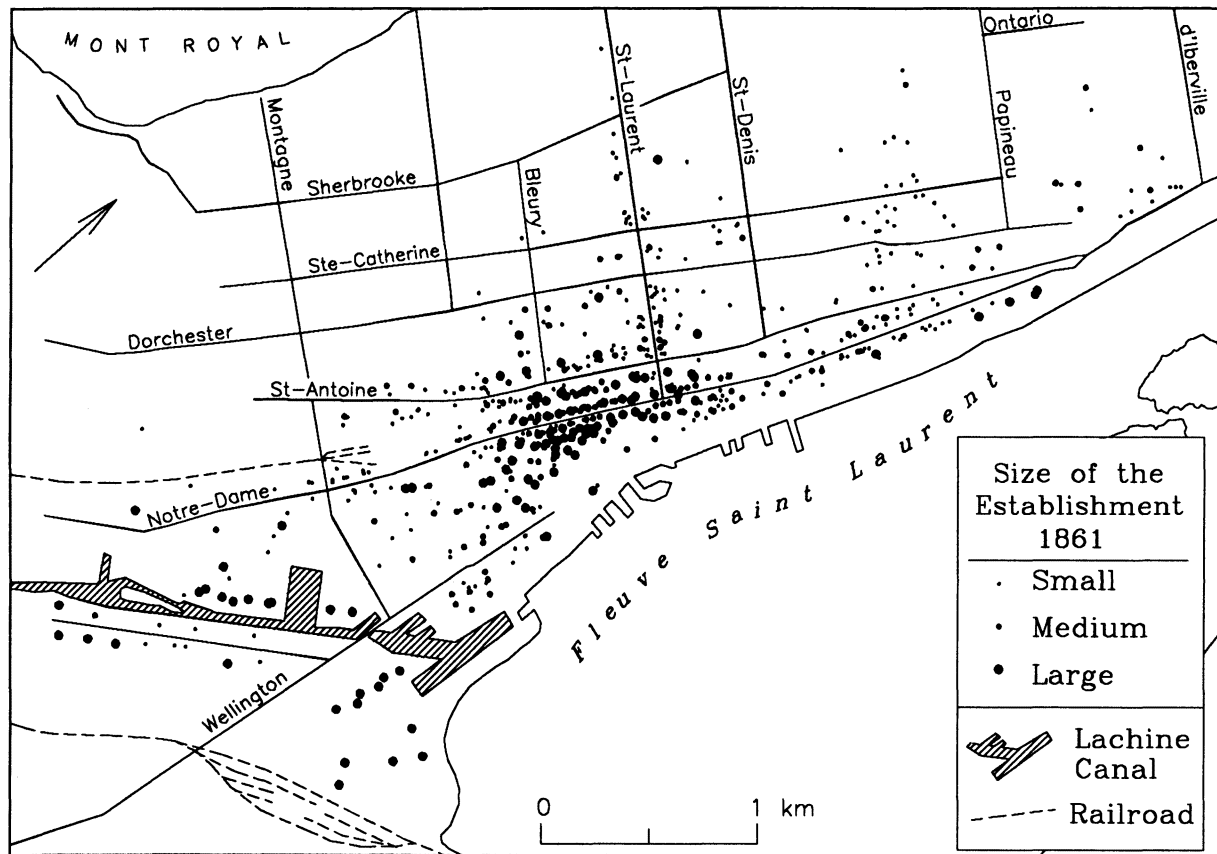 MONT ROYAL
Ontario
d'Iberville
St-Laurent
St-Denis
Montagne
Papineau
Sherbrooke
Bleury
Ste-Catherine
Dorchester
St-Antoine
Notre-Dame
Wellington
Fleuve Saint Laurent
Size of the
Establishment
1861
Small
Medium
Large
Lachine
Canal
Railroad
0 1 km